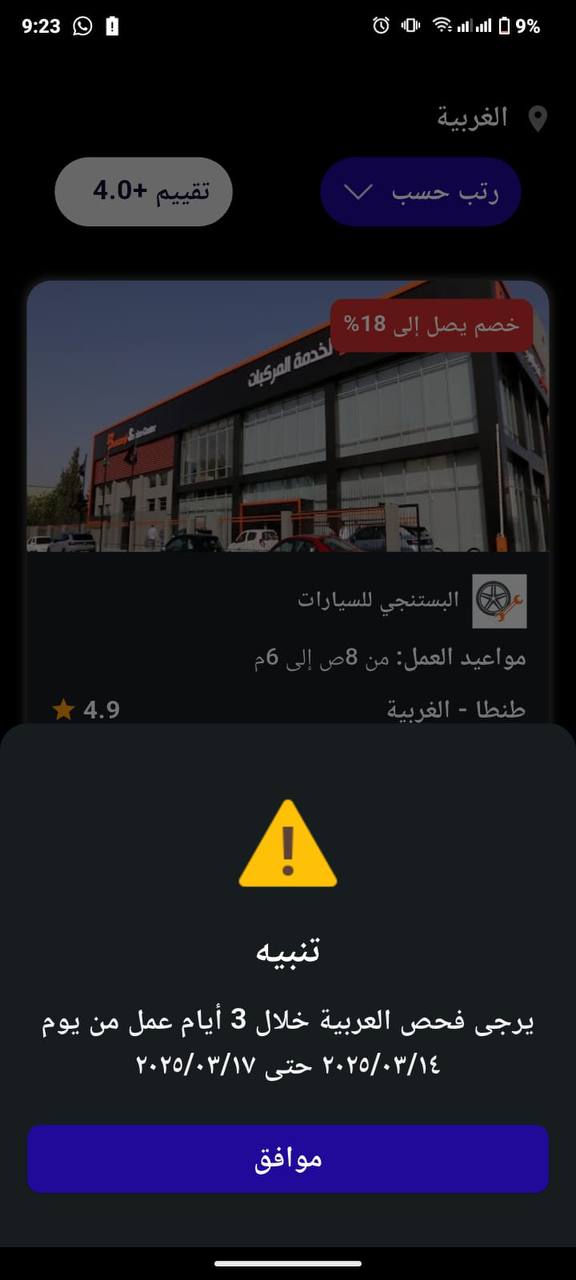 9:23
9%
الغربية
رتب حسب
تقييم +4.0
خصم يصل إلى 18%
لخدمة المركبات
البستنجي للسيارات
مواعيد العمل: من 8ص إلى 6م
طنطا - الغربية
4.9
تنبيه
يرجى فحص العربية خلال 3 أيام عمل من يوم
٢٠٢٥/٠٣/١٤ حتى ٢٠٢٥/٠٣/١٧
موافق